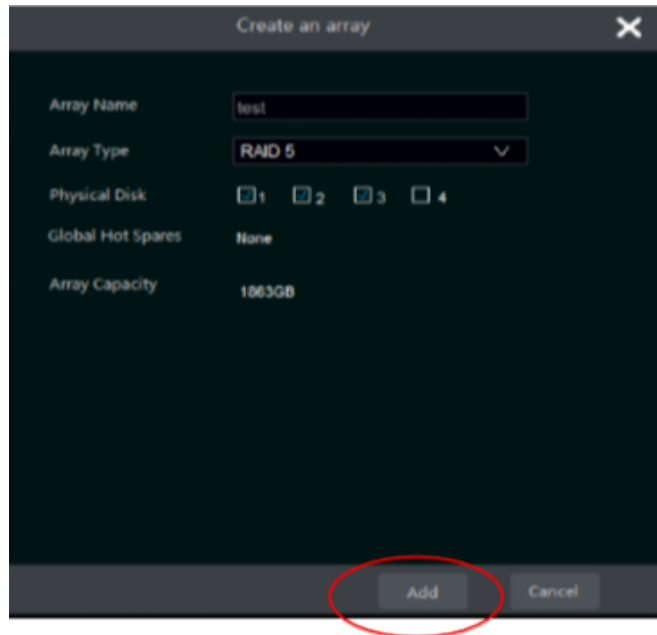 Create an array
Array Name test
Array Type RAID 5
Physical Disk 1 2 3 4
Global Hot Spares None
Array Capacity 1863GB
Add Cancel